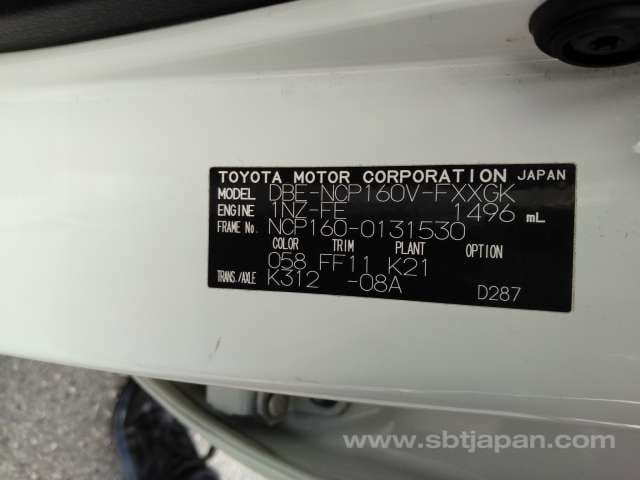 TOYOTA MOTOR CORPORATION JAPAN
MODEL DBE-NCP160V-FXXGK
ENGINE 1NZ-FE 1496 mL
FRAME No. NCP160-0131530
COLOR TRIM PLANT OPTION
058 FF11 K21
TRANS./AXLE K312 -08A
D287
www.sbtjapan.com